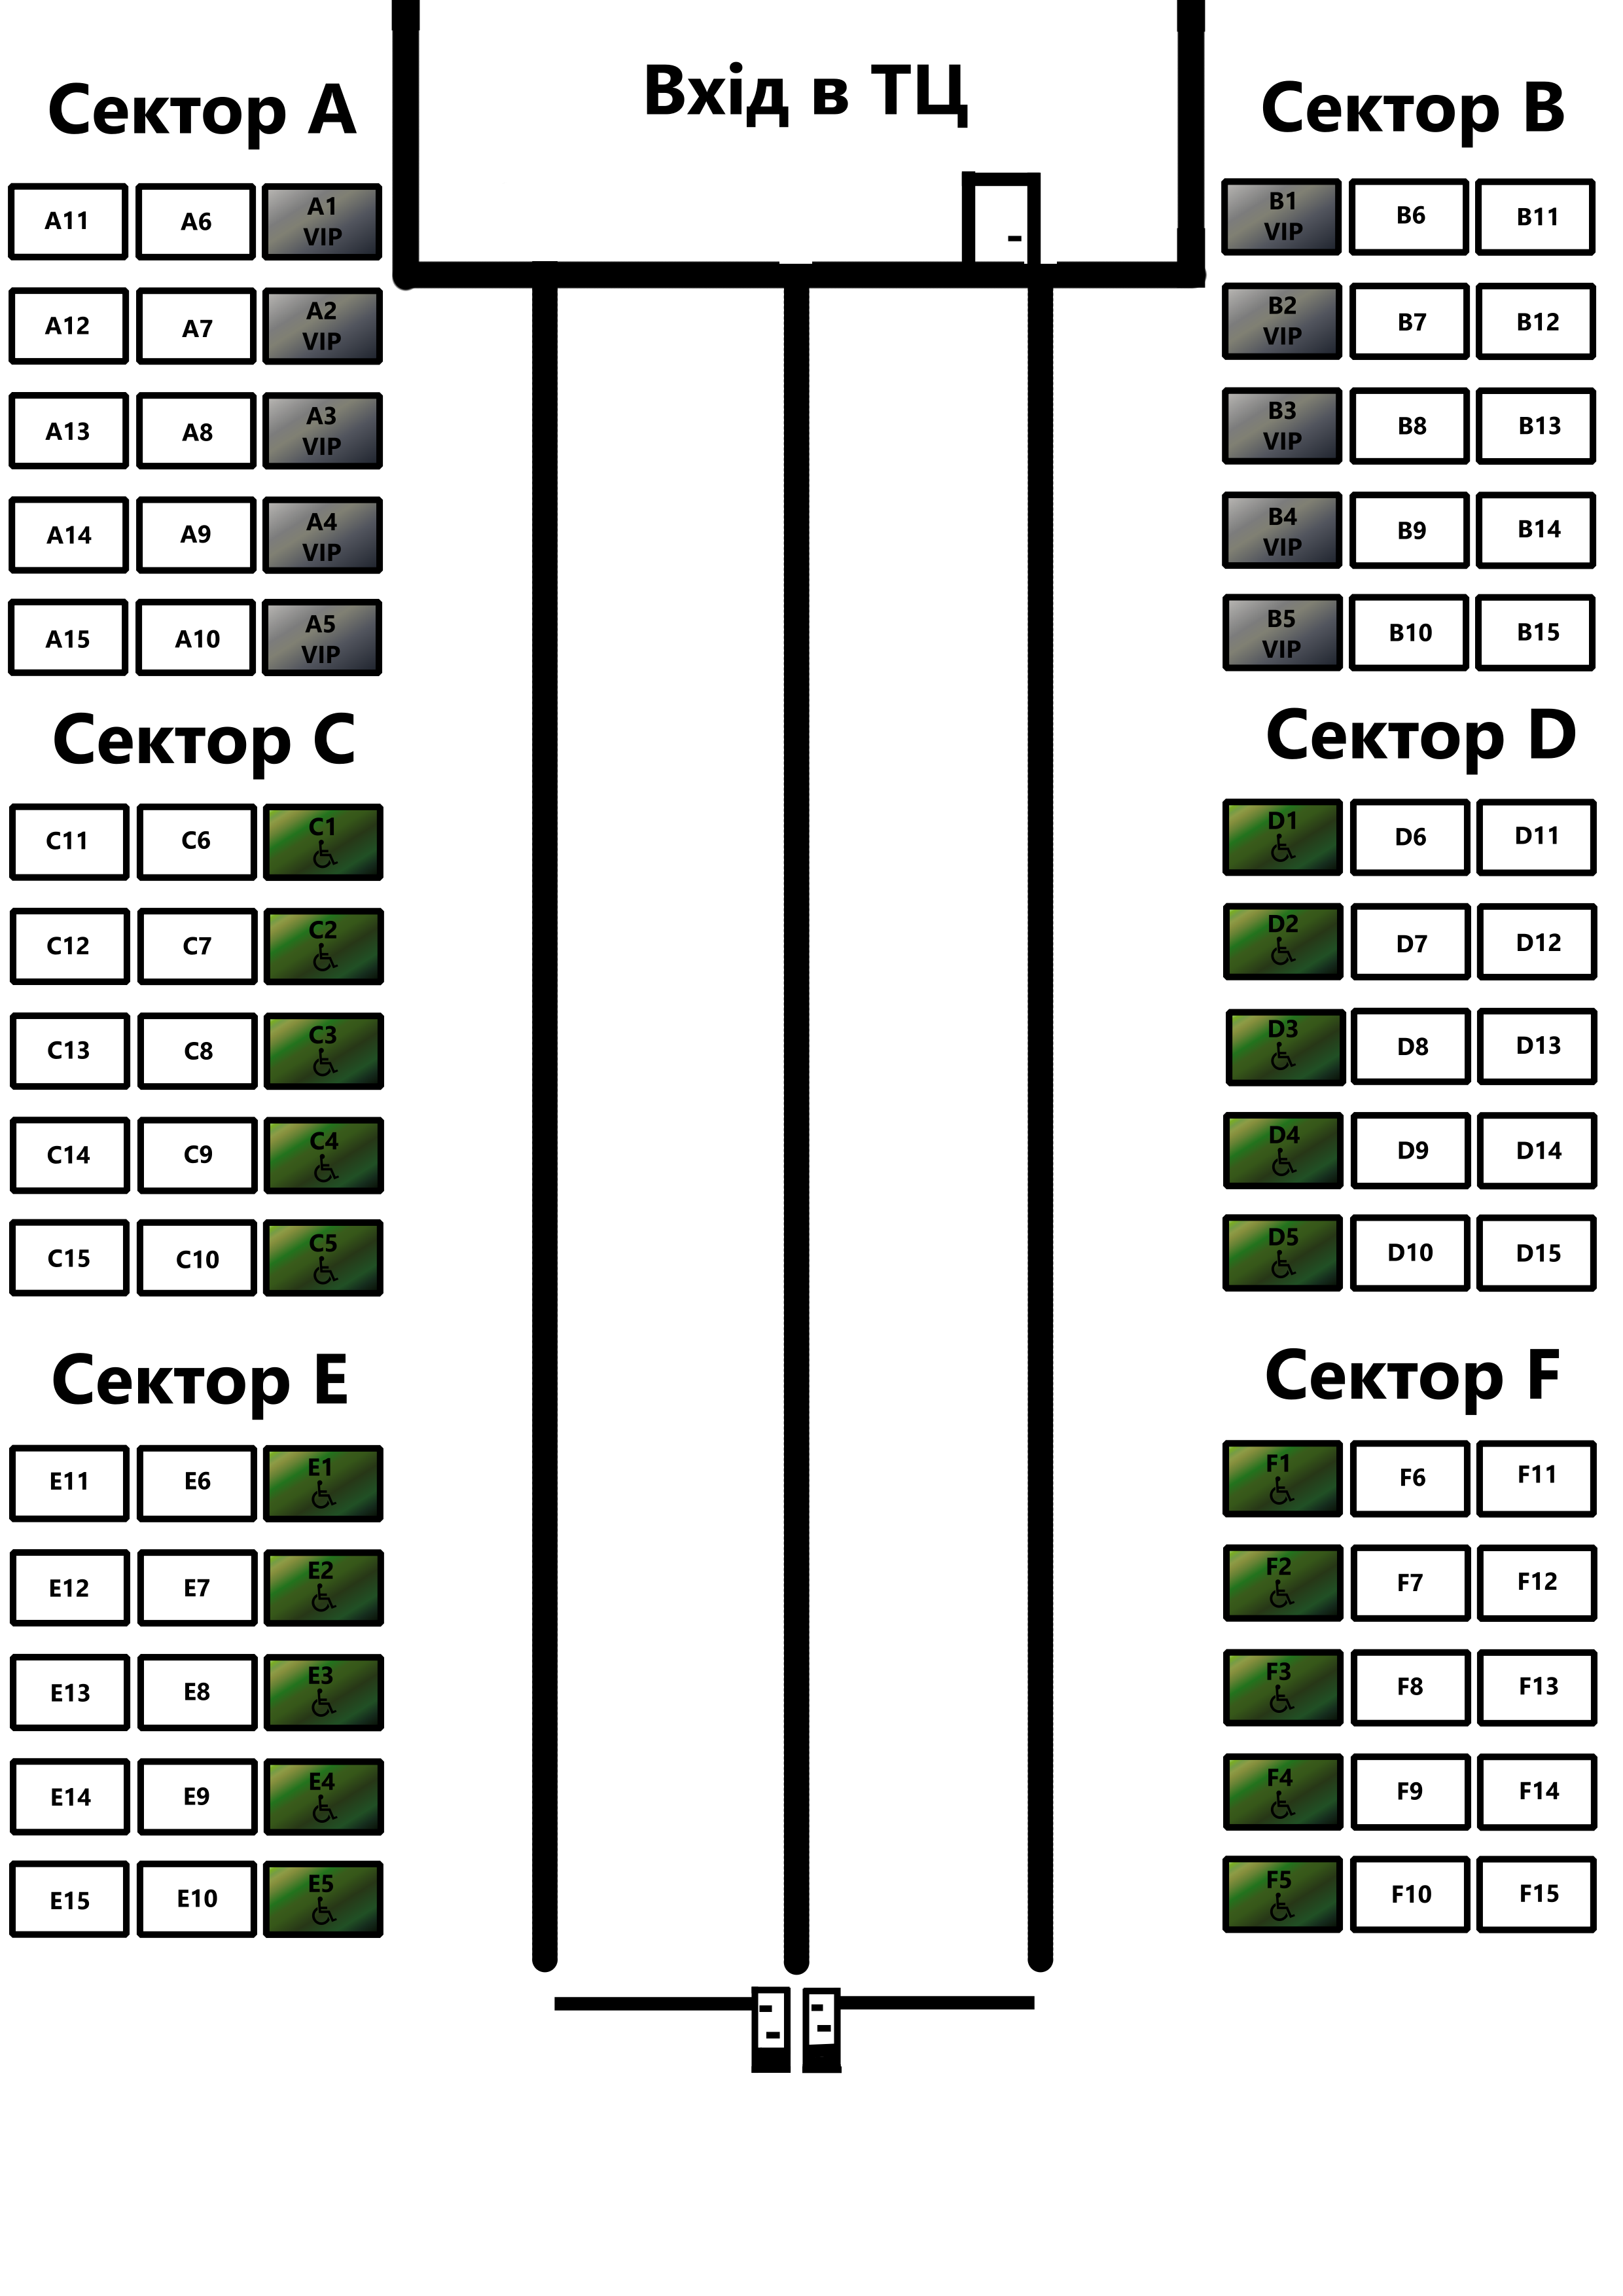 Вхід в ТЦ
Сектор A
A11 A6 A1
VIP
A12 A7 A2
VIP
A13 A8 A3
VIP
A14 A9 A4
VIP
A15 A10 A5
VIP
Сектор B
B1 B6 B11
VIP
B2 B7 B12
VIP
B3 B8 B13
VIP
B4 B9 B14
VIP
B5 B10 B15
VIP
Сектор C
C11 C6 C1
C12 C7 C2
C13 C8 C3
C14 C9 C4
C15 C10 C5
Сектор D
D1 D6 D11
D2 D7 D12
D3 D8 D13
D4 D9 D14
D5 D10 D15
Сектор E
E11 E6 E1
E12 E7 E2
E13 E8 E3
E14 E9 E4
E15 E10 E5
Сектор F
F1 F6 F11
F2 F7 F12
F3 F8 F13
F4 F9 F14
F5 F10 F15